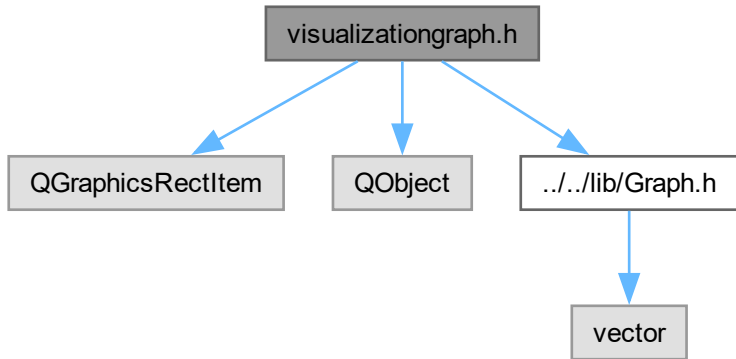 visualizationgraph.h
QGraphicsRectItem
QObject
../../lib/Graph.h
vector